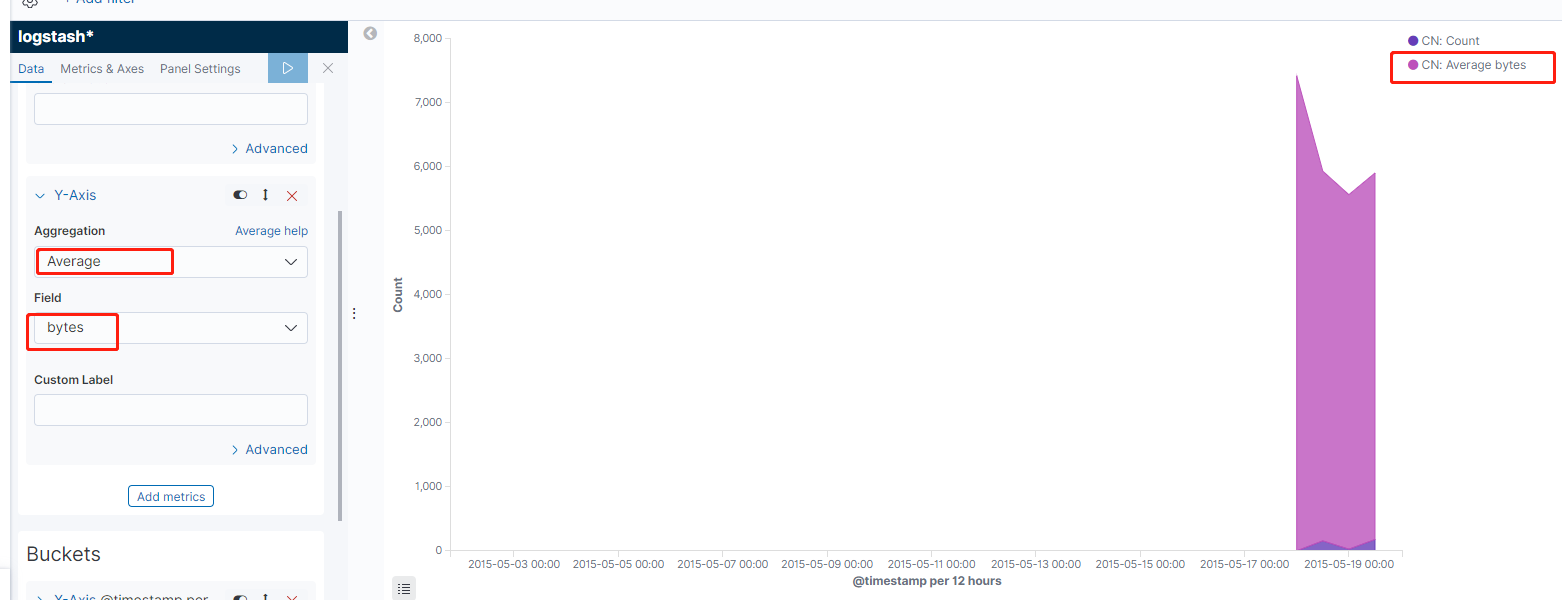 + Add filter
logstash*
Data Metrics & Axes Panel Settings
Advanced
Y-Axis
Aggregation Average help
Average
Field
bytes
Custom Label
Advanced
Add metrics
Buckets
Y-Axis @timestamp per
8,000
7,000
6,000
5,000
4,000
3,000
2,000
1,000
0
Count
2015-05-03 00:00 2015-05-05 00:00 2015-05-07 00:00 2015-05-09 00:00 2015-05-11 00:00 2015-05-13 00:00 2015-05-15 00:00 2015-05-17 00:00 2015-05-19 00:00
@timestamp per 12 hours
CN: Count
CN: Average bytes